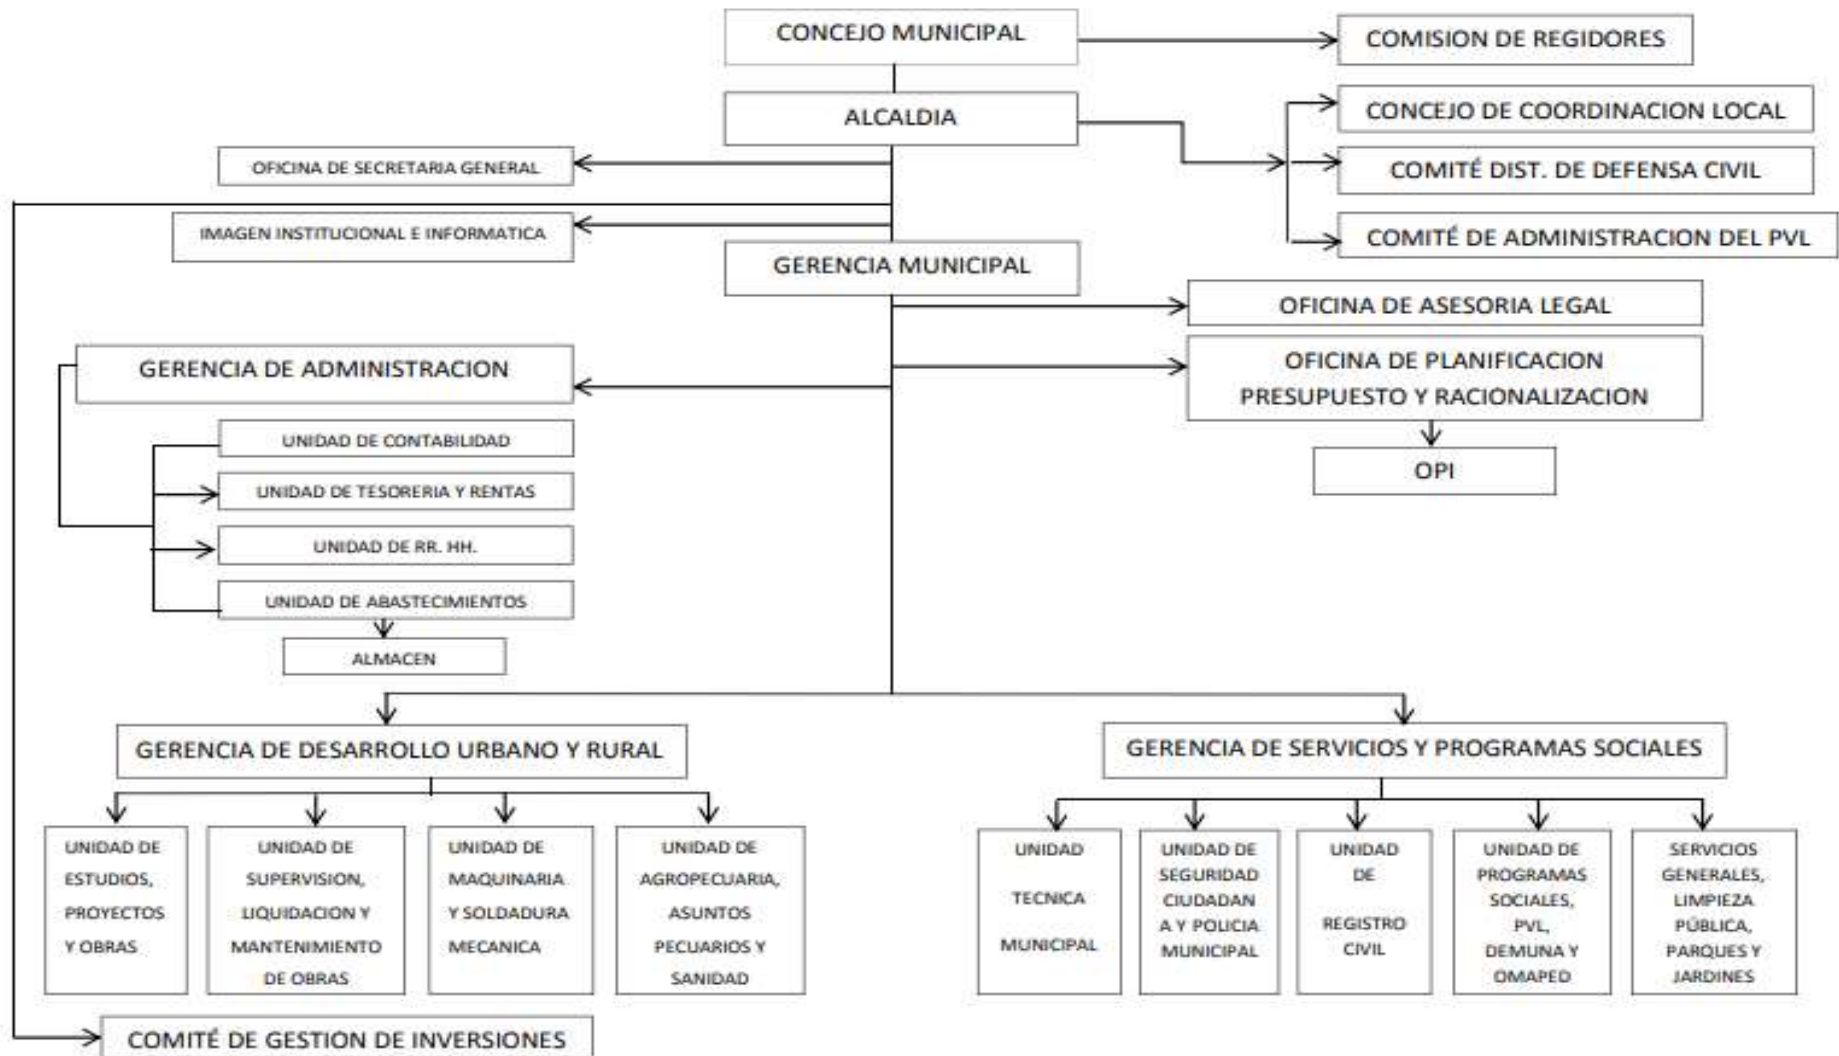 CONCEJO MUNICIPAL
COMISION DE REGIDORES
ALCALDIA
CONCEJO DE COORDINACION LOCAL
COMITÉ DIST. DE DEFENSA CIVIL
COMITÉ DE ADMINISTRACION DEL PVL
OFICINA DE SECRETARIA GENERAL
IMAGEN INSTITUCIONAL E INFORMATICA
GERENCIA MUNICIPAL
OFICINA DE ASESORIA LEGAL
OFICINA DE PLANIFICACION
PRESUPUESTO Y RACIONALIZACION
OPI
GERENCIA DE ADMINISTRACION
UNIDAD DE CONTABILIDAD
UNIDAD DE TESORERIA Y RENTAS
UNIDAD DE RR. HH.
UNIDAD DE ABASTECIMIENTOS
ALMACEN
GERENCIA DE DESARROLLO URBANO Y RURAL
UNIDAD DE
ESTUDIOS,
PROYECTOS
Y OBRAS
UNIDAD DE
SUPERVISION,
LIQUIDACION Y
MANTENIMIENTO
DE OBRAS
UNIDAD DE
MAQUINARIA
Y SOLDADURA
MECANICA
UNIDAD DE
AGROPECUARIA,
ASUNTOS
PECUARIOS Y
SANIDAD
GERENCIA DE SERVICIOS Y PROGRAMAS SOCIALES
UNIDAD
TECNICA
MUNICIPAL
UNIDAD DE
SEGURIDAD
CIUDADAN
A Y POLICIA
MUNICIPAL
UNIDAD
DE
REGISTRO
CIVIL
UNIDAD DE
PROGRAMAS
SOCIALES,
PVL,
DEMUNA Y
OMAPED
SERVICIOS
GENERALES,
LIMPIEZA
PÚBLICA,
PARQUES Y
JARDINES
COMITÉ DE GESTION DE INVERSIONES